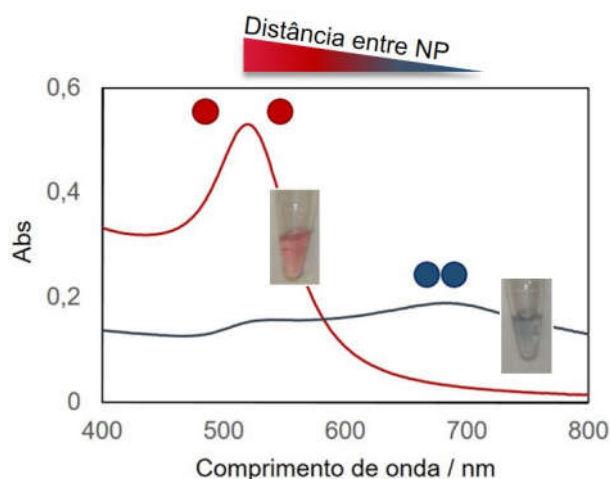 Distância entre NP
0,6
0,4
0,2
0
Abs
400 500 600 700 800
Comprimento de onda / nm